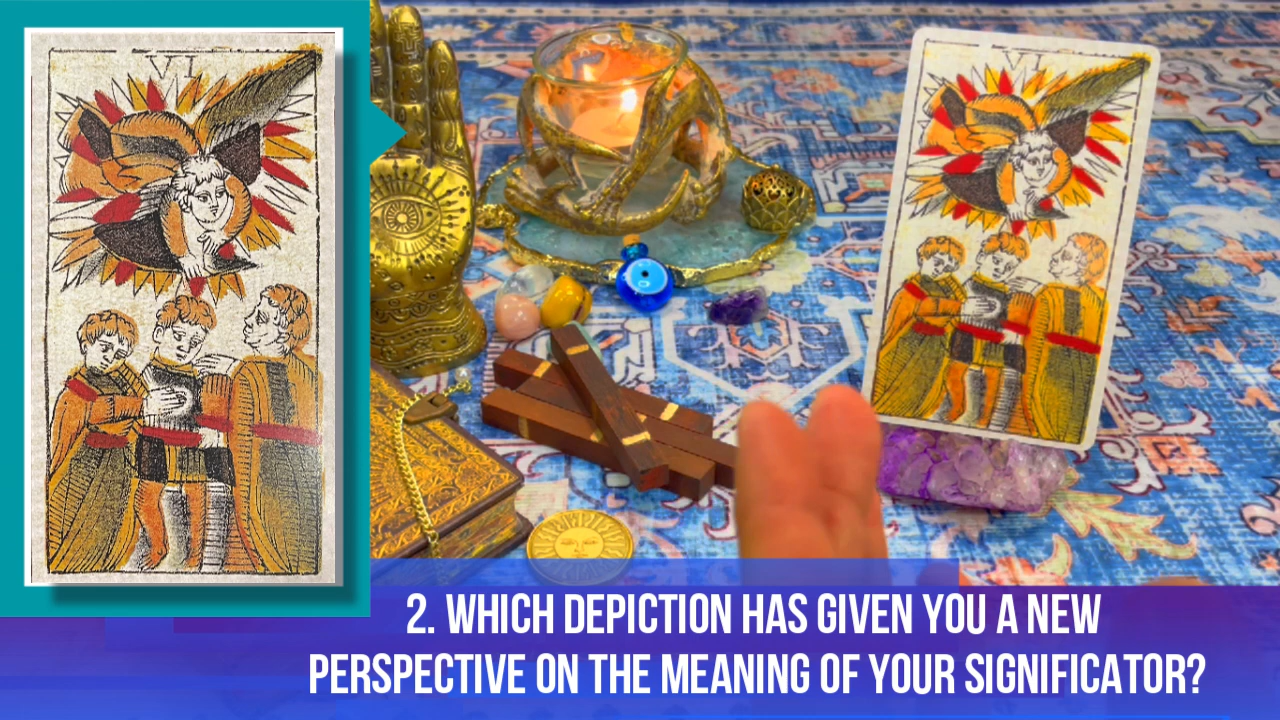 VI
VI
2. WHICH DEPICTION HAS GIVEN YOU A NEW
PERSPECTIVE ON THE MEANING OF YOUR SIGNIFICATOR?